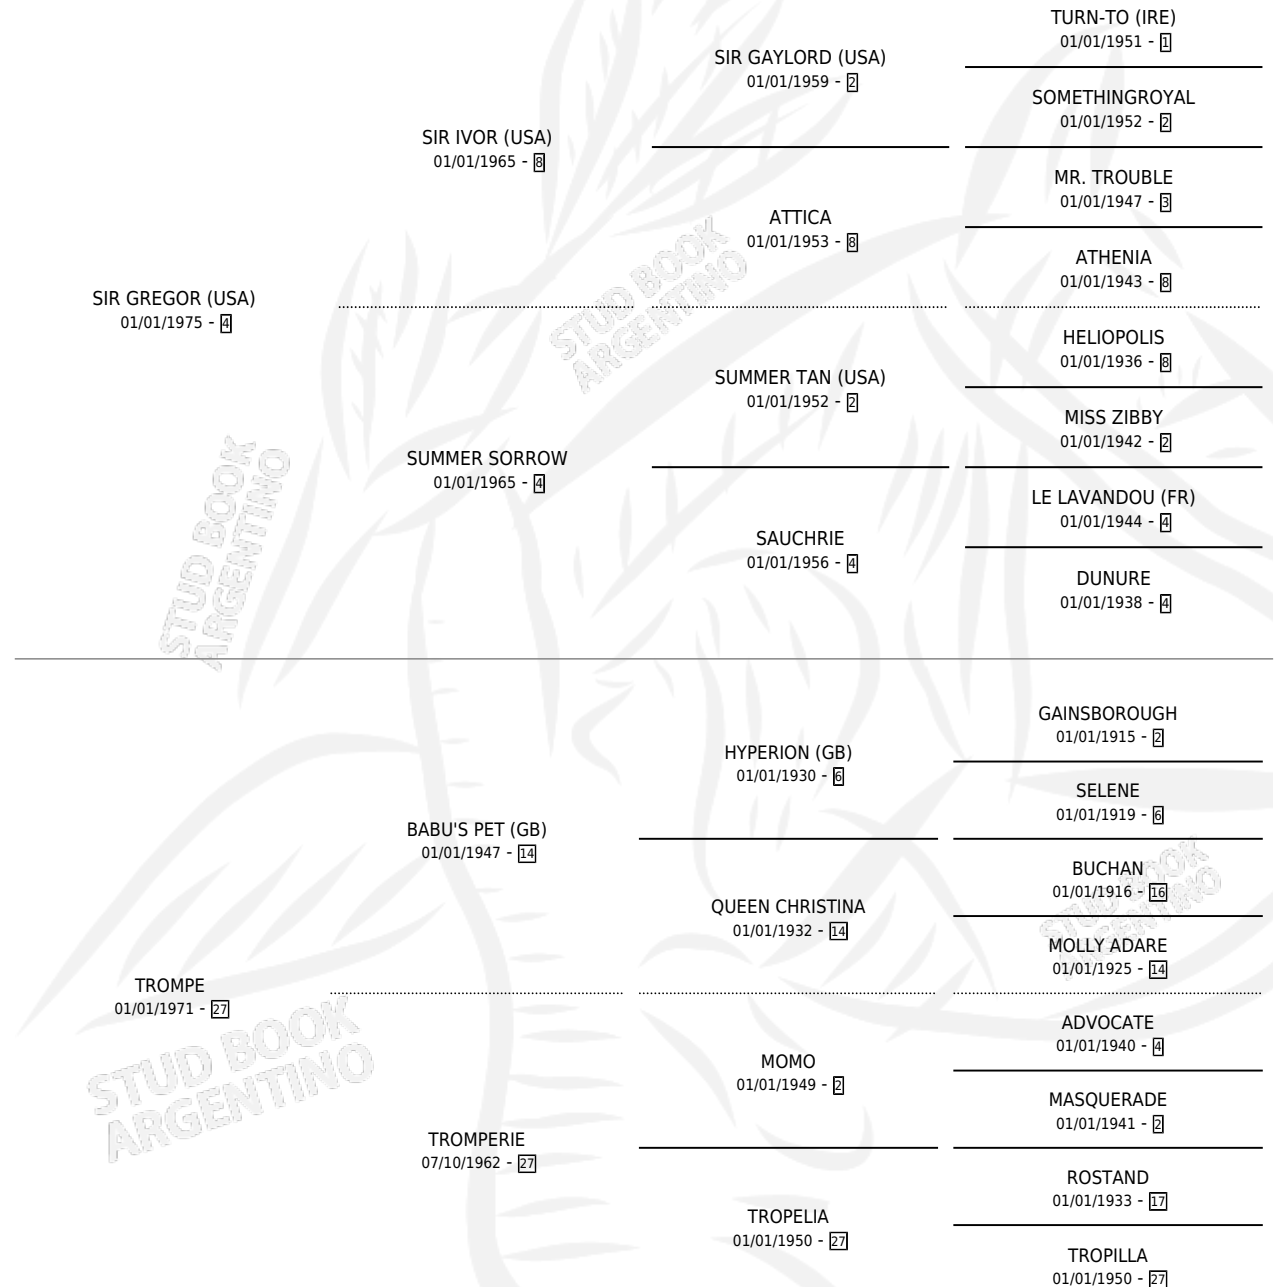 TURN-TO (IRE)
01/01/1951 - 1
SIR GAYLORD (USA)
01/01/1959 - 2
SOMETHINGROYAL
01/01/1952 - 2
SIR IVOR (USA)
01/01/1965 - 8
MR. TROUBLE
01/01/1947 - 3
ATTICA
01/01/1953 - 8
ATHENIA
01/01/1943 - 8
SIR GREGOR (USA)
01/01/1975 - 4
HELIOPOLIS
01/01/1936 - 8
SUMMER TAN (USA)
01/01/1952 - 2
MISS ZIBBY
01/01/1942 - 2
SUMMER SORROW
01/01/1965 - 4
LE LAVANDOU (FR)
01/01/1944 - 4
SAUCHRIE
01/01/1956 - 4
DUNURE
01/01/1938 - 4
GAINSBOROUGH
01/01/1915 - 2
HYPERION (GB)
01/01/1930 - 6
SELENE
01/01/1919 - 6
BABU'S PET (GB)
01/01/1947 - 14
BUCHAN
01/01/1916 - 16
QUEEN CHRISTINA
01/01/1932 - 14
MOLLY ADARE
01/01/1925 - 14
TROMPE
01/01/1971 - 27
ADVOCATE
01/01/1940 - 4
MOMO
01/01/1949 - 2
MASQUERADE
01/01/1941 - 2
TROMPERIE
07/10/1962 - 27
ROSTAND
01/01/1933 - 17
TROPELIA
01/01/1950 - 27
TROPILLA
01/01/1950 - 27
STUD BOOK
ARGENTINO
STUD BOOK
ARGENTINO
STUD BOOK
ARGENTINO
STUD BOOK
ARGENTINO